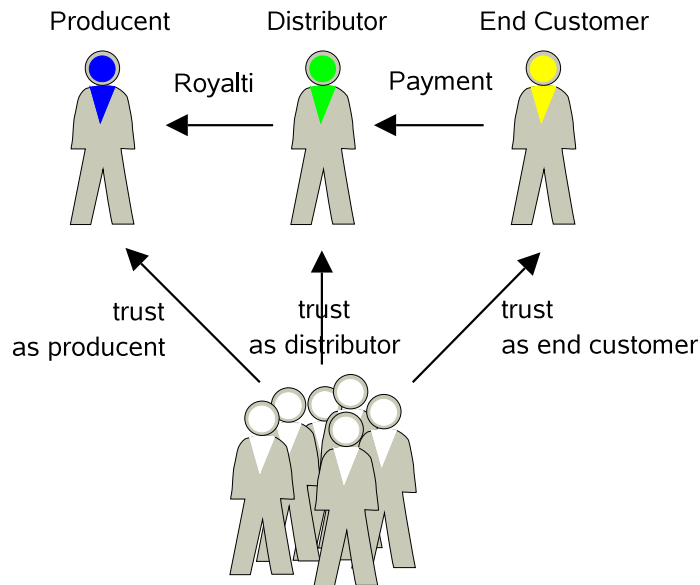 Producent
Distributor
End Customer
Royalti
Payment
trust
as producent
trust
as distributor
trust
as end customer